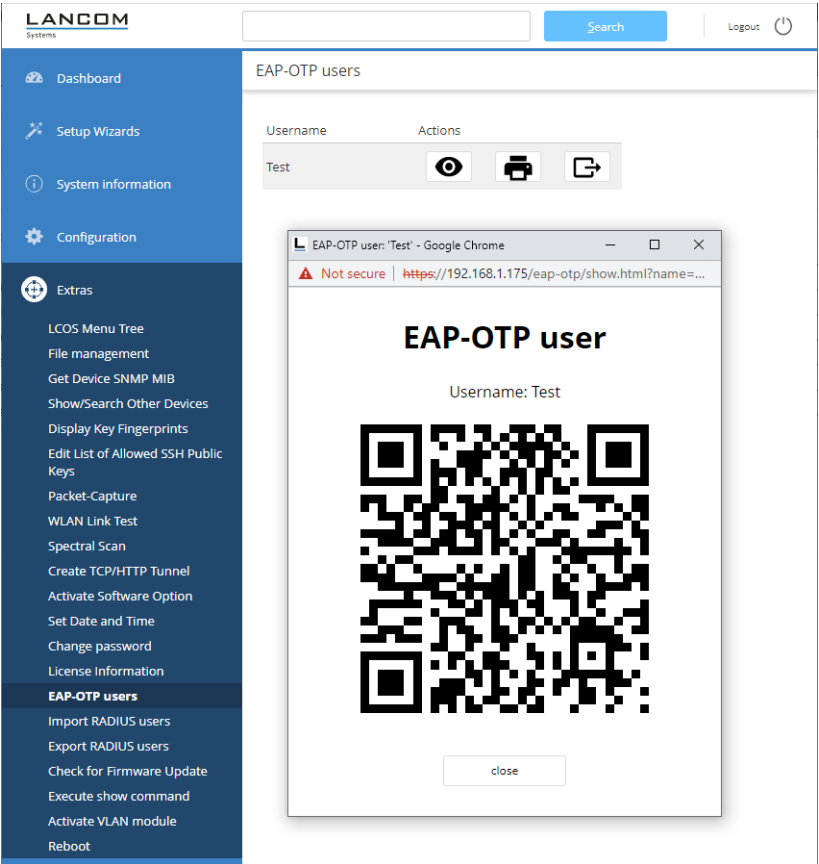 LANCOM
Systems
Search
Logout
Dashboard
Setup Wizards
System information
Configuration
Extras
LCOS Menu Tree
File management
Get Device SNMP MIB
Show/Search Other Devices
Display Key Fingerprints
Edit List of Allowed SSH Public
Keys
Packet-Capture
WLAN Link Test
Spectral Scan
Create TCP/HTTP Tunnel
Activate Software Option
Set Date and Time
Change password
License Information
EAP-OTP users
Import RADIUS users
Export RADIUS users
Check for Firmware Update
Execute show command
Activate VLAN module
Reboot
EAP-OTP users
Username Actions
Test
EAP-OTP user: 'Test' - Google Chrome
Not secure | https://192.168.1.175/eap-otp/show.html?name=...
EAP-OTP user
Username: Test
close